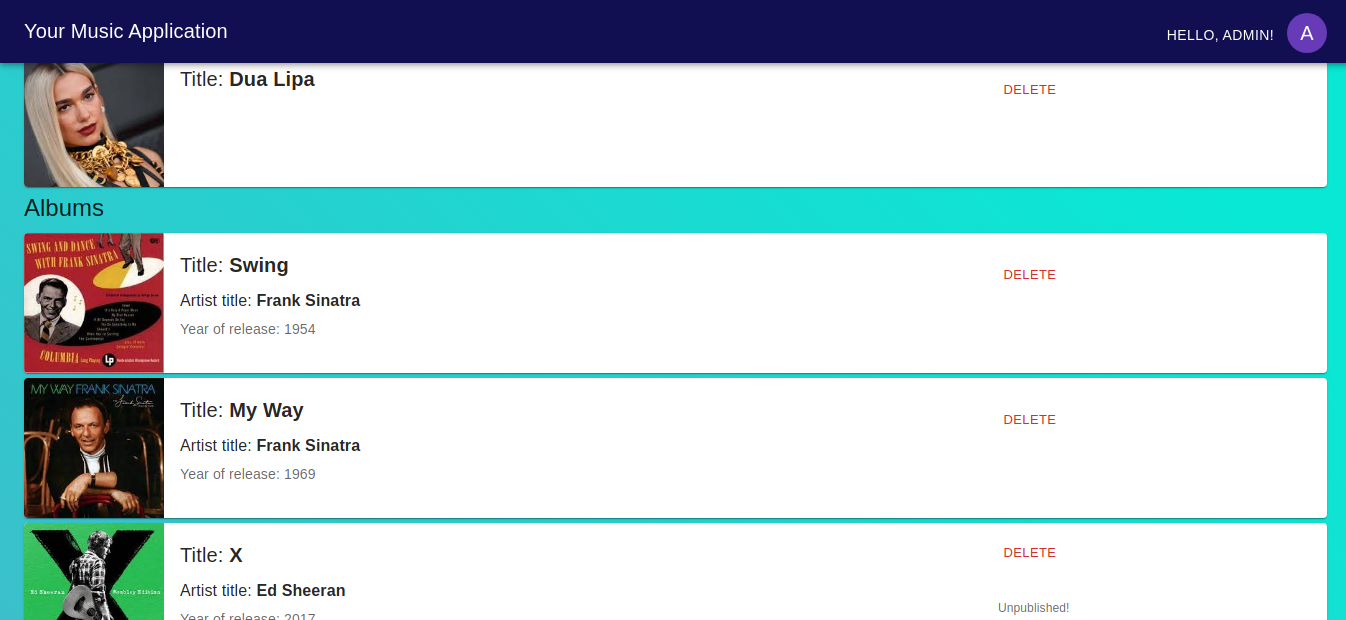 Your Music Application
HELLO, ADMIN!
A
Title: Dua Lipa
DELETE
Albums
SWING AND DANCE
WITH FRANK SINATRA
COLUMBIA
Lp
Title: Swing
DELETE
Artist title: Frank Sinatra
Year of release: 1954
MY WAY FRANK SINATRA
Title: My Way
DELETE
Artist title: Frank Sinatra
Year of release: 1969
Ed Sheeran
Wembley Edition
Title: X
DELETE
Artist title: Ed Sheeran
Unpublished!
Year of release: 2017